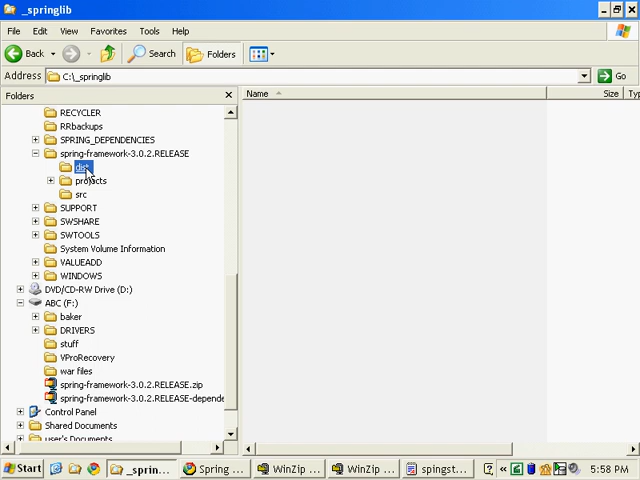 _springlib
File Edit View Favorites Tools Help
Back Search Folders
Address C:\_springlib Go
Folders
Name Size Typ
RECYCLER
RRbackups
SPRING_DEPENDENCIES
spring-framework-3.0.2.RELEASE
dist
projects
src
SUPPORT
SWSHARE
SWTOOLS
System Volume Information
VALUEADD
WINDOWS
DVD/CD-RW Drive (D:)
ABC (F:)
baker
DRIVERS
stuff
VProRecovery
war files
spring-framework-3.0.2.RELEASE.zip
spring-framework-3.0.2.RELEASE-depende
Control Panel
Shared Documents
user's Documents
Start _sprin... Spring ... WinZip ... WinZip ... spingst... 5:58 PM